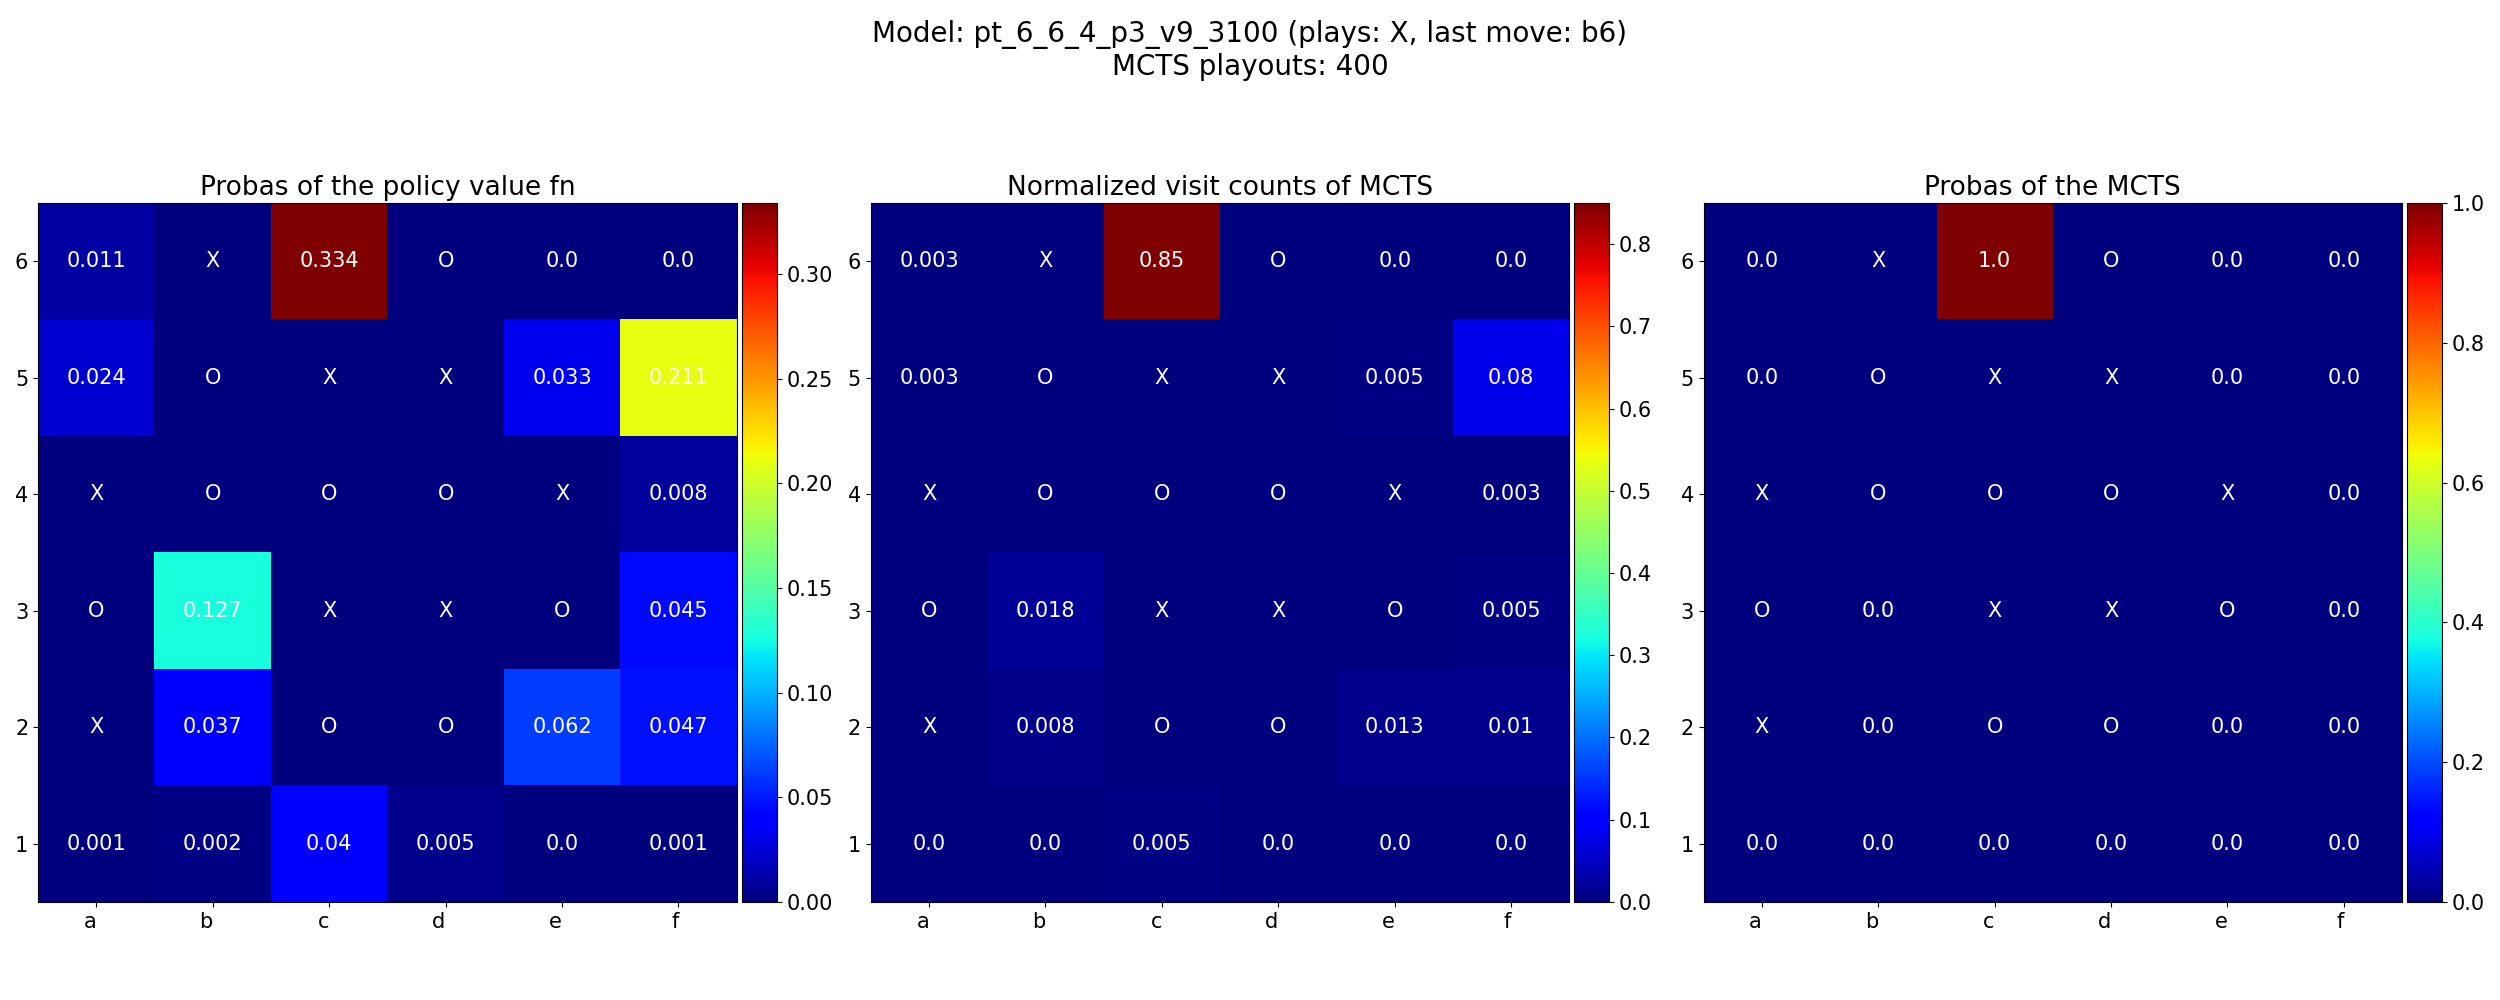 Model: pt_6_6_4_p3_v9_3100 (plays: X, last move: b6)
MCTS playouts: 400
Probas of the policy value fn
6 0.011 X 0.334 O 0.0 0.0
5 0.024 O X X 0.033 0.211
4 X O O O X 0.008
3 O 0.127 X X O 0.045
2 X 0.037 O O 0.062 0.047
1 0.001 0.002 0.04 0.005 0.0 0.001
a b c d e f
0.30
0.25
0.20
0.15
0.10
0.05
0.00
Normalized visit counts of MCTS
6 0.003 X 0.85 O 0.0 0.0
5 0.003 O X X 0.005 0.08
4 X O O O X 0.003
3 O 0.018 X X O 0.005
2 X 0.008 O O 0.013 0.01
1 0.0 0.0 0.005 0.0 0.0 0.0
a b c d e f
0.8
0.7
0.6
0.5
0.4
0.3
0.2
0.1
0.0
Probas of the MCTS
6 0.0 X 1.0 O 0.0 0.0
5 0.0 O X X 0.0 0.0
4 X O O O X 0.0
3 O 0.0 X X O 0.0
2 X 0.0 O O 0.0 0.0
1 0.0 0.0 0.0 0.0 0.0 0.0
a b c d e f
1.0
0.8
0.6
0.4
0.2
0.0